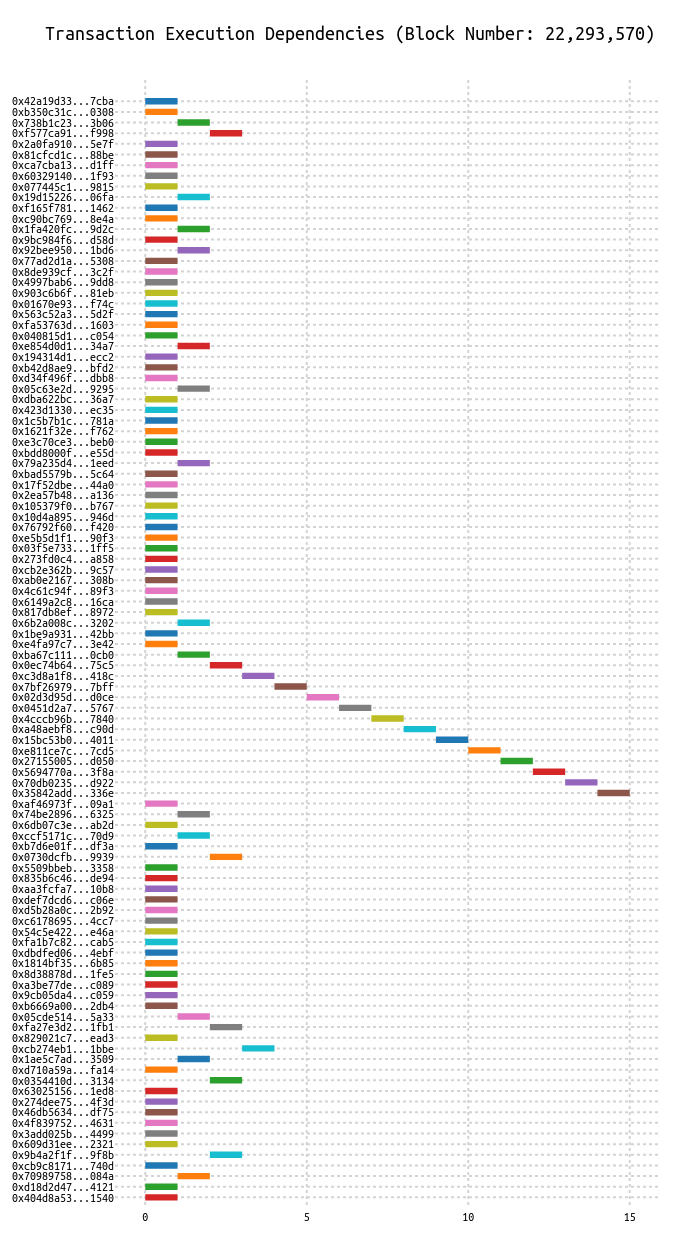 Transaction Execution Dependencies (Block Number: 22,293,570)
0x42a19d33...7cba
0xb350c31c...0308
0x738b1c23...3b06
0xf577ca91...f998
0x2a0fa910...5e7f
0x81cfcd1c...88be
0xca7cba13...d1ff
0x60329140...1f93
0x077445c1...9815
0x19d15226...06fa
0xf165f781...1462
0xc90bc769...8e4a
0x1fa420fc...9d2c
0x9bc984f6...d58d
0x92bee950...1bd6
0x77ad2d1a...5308
0x8de939cf...3c2f
0x4997bab6...9dd8
0x903c6b6f...81eb
0x01670e93...f74c
0x563c52a3...5d2f
0xfa53763d...1603
0x040815d1...c054
0xe854d0d1...34a7
0x194314d1...ecc2
0xb42d8ae9...bfd2
0xd34f496f...dbb8
0x05c63e2d...9295
0xdba622bc...36a7
0x423d1330...ec35
0x1c5b7b1c...781a
0x1621f32e...f762
0xe3c70ce3...beb0
0xbdd8000f...e55d
0x79a235d4...1eed
0xbad5579b...5c64
0x17f52dbe...44a0
0x2ea57b48...a136
0x105379f0...b767
0x10d4a895...946d
0x76792f60...f420
0xe5b5d1f1...90f3
0x03f5e733...1ff5
0x273fd0c4...a858
0xcb2e362b...9c57
0xab0e2167...308b
0x4c61c94f...89f3
0x6149a2c8...16ca
0x817db8ef...8972
0x6b2a008c...3202
0x1be9a931...42bb
0xe4fa97c7...3e42
0xba67c111...0cb0
0x0ec74b64...75c5
0xc3d8a1f8...418c
0x7bf26979...7bff
0x02d3d95d...d0ce
0x0451d2a7...5767
0x4cccb96b...7840
0xa48aebf8...c90d
0x15bc53b0...4011
0xe811ce7c...7cd5
0x27155005...d050
0x5694770a...3f8a
0x70db0235...d922
0x35842add...336e
0xaf46973f...09a1
0x74be2896...6325
0x6db07c3e...ab2d
0xccf5171c...70d9
0xb7d6e01f...df3a
0x0730dcfb...9939
0x5509bbeb...3358
0x835b6c46...de94
0xaa3fcfa7...10b8
0xdef7dcd6...c06e
0xd5b28a0c...2b92
0xc6178695...4cc7
0x54c5e422...e46a
0xfa1b7c82...cab5
0xdbdfed06...4ebf
0x1814bf35...6b85
0x8d38878d...1fe5
0xa3be77de...c089
0x9cb05da4...c059
0xb6669a00...2db4
0x05cde514...5a33
0xfa27e3d2...1fb1
0x829021c7...ead3
0xcb274eb1...1bbe
0x1ae5c7ad...3509
0xd710a59a...fa14
0x0354410d...3134
0x63025156...1ed8
0x274dee75...4f3d
0x46db5634...df75
0x4f839752...4631
0x3add025b...4499
0x609d31ee...2321
0x9b4a2f1f...9f8b
0xcb9c8171...740d
0x70989758...084a
0xd18d2d47...4121
0x404d8a53...1540
0 5 10 15